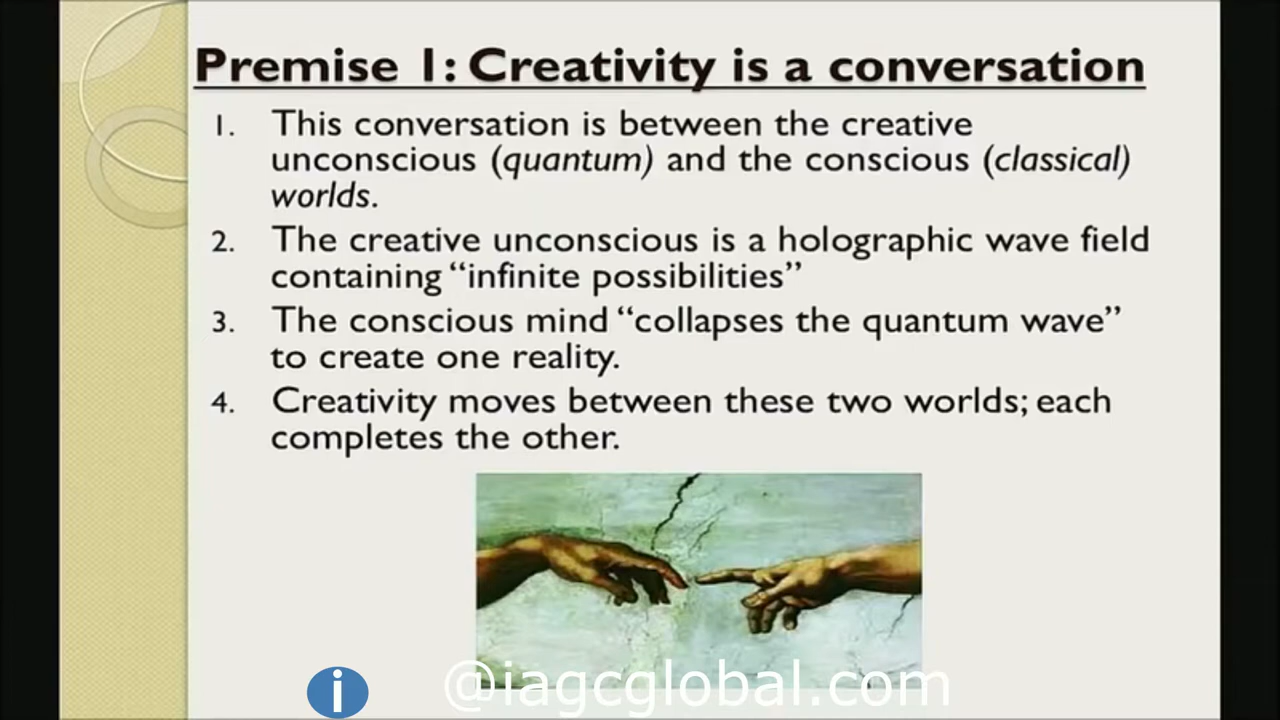 Premise 1: Creativity is a conversation
1. This conversation is between the creative
unconscious (quantum) and the conscious (classical)
worlds.
2. The creative unconscious is a holographic wave field
containing “infinite possibilities”
3. The conscious mind “collapses the quantum wave”
to create one reality.
4. Creativity moves between these two worlds; each
completes the other.
i @iagcglobal.com